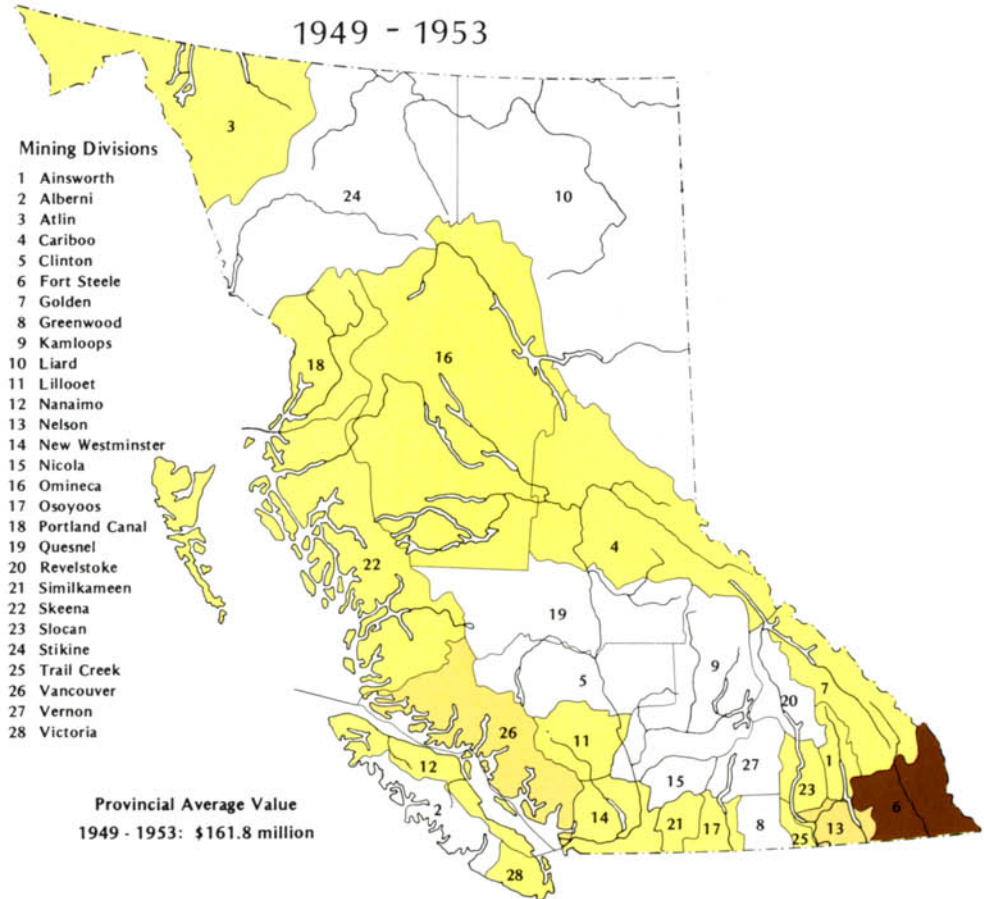 1949 - 1953
Mining Divisions
1 Ainsworth
2 Alberni
3 Atlin
4 Cariboo
5 Clinton
6 Fort Steele
7 Golden
8 Greenwood
9 Kamloops
10 Liard
11 Lillooet
12 Nanaimo
13 Nelson
14 New Westminster
15 Nicola
16 Omineca
17 Osoyoos
18 Portland Canal
19 Quesnel
20 Revelstoke
21 Similkameen
22 Skeena
23 Slocan
24 Stikine
25 Trail Creek
26 Vancouver
27 Vernon
28 Victoria
Provincial Average Value
1949 - 1953: $161.8 million
3
24
10
18
16
4
22
19
5
9
20
7
26
11
12
27
1
15
23
2
14
21
17
8
25
13
6
28